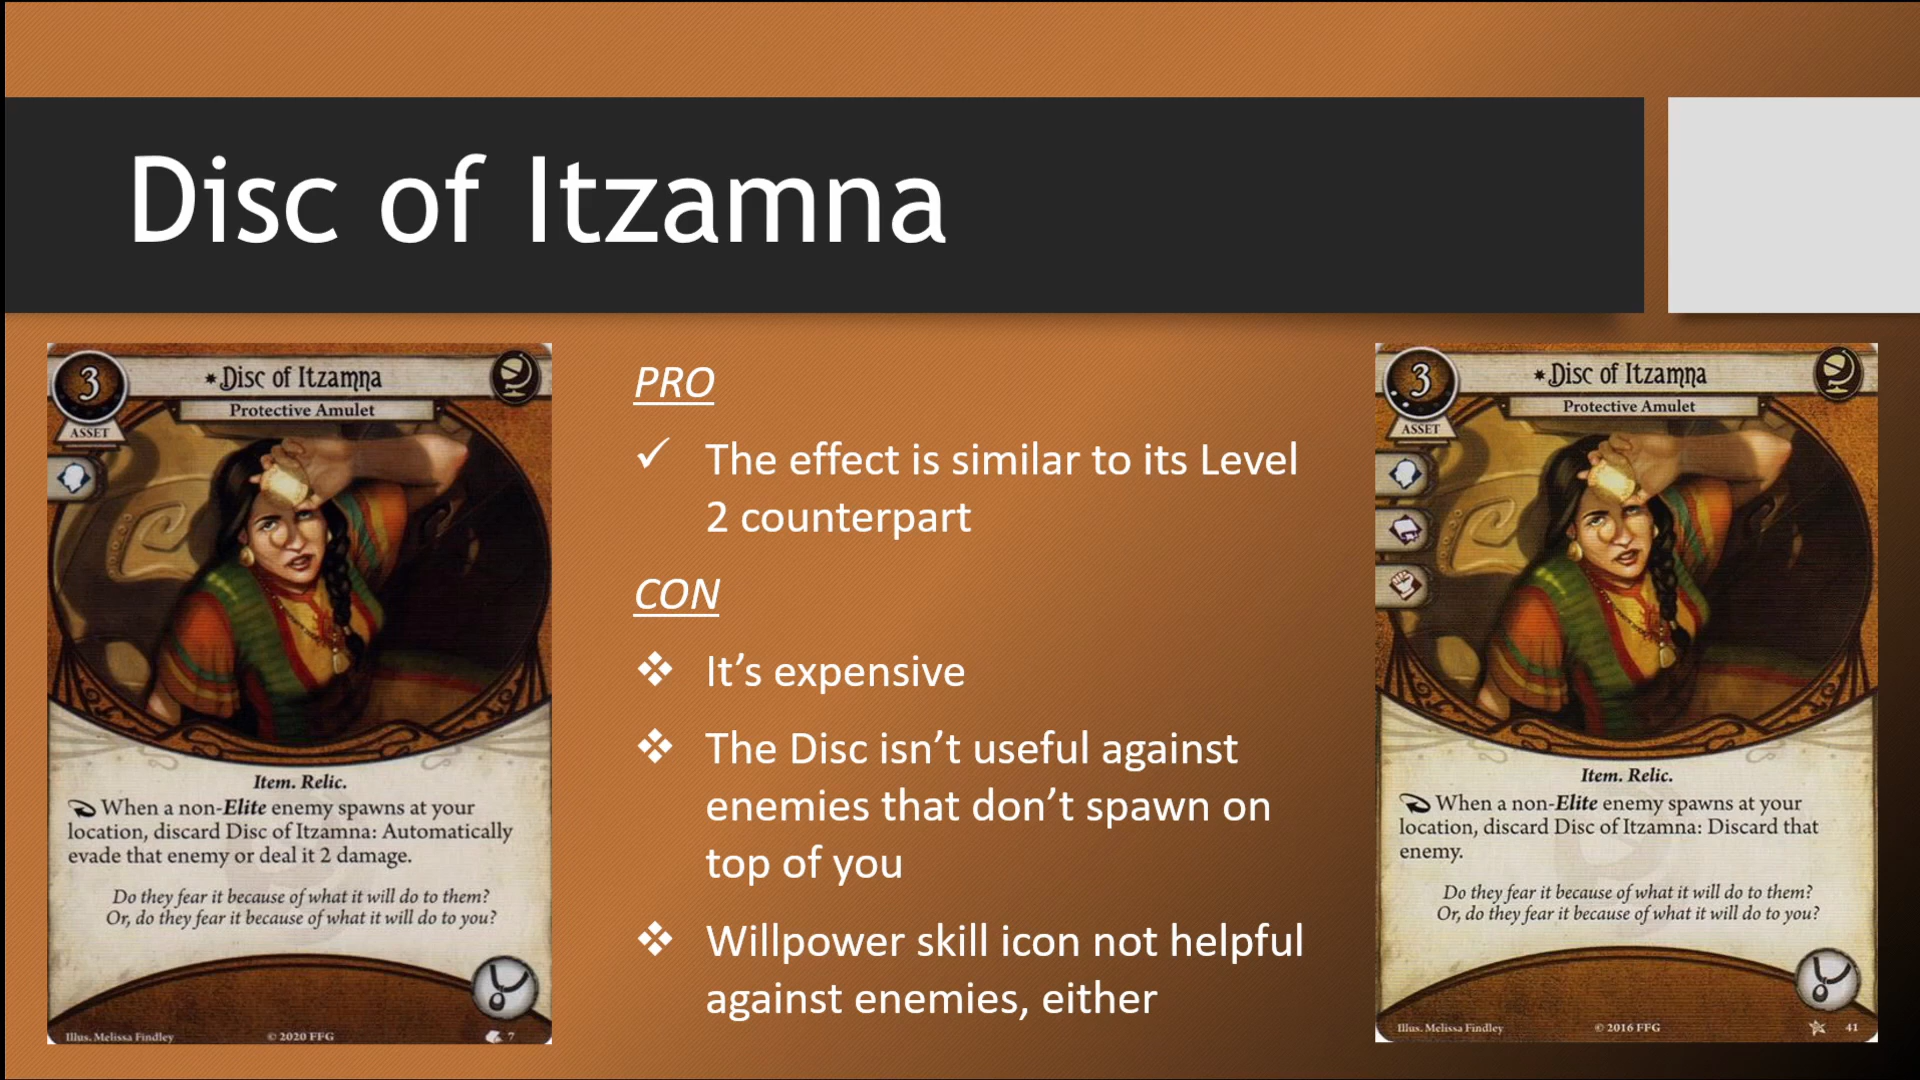 Disc of Itzamna
3
Disc of Itzamna
Protective Amulet
ASSET
Item. Relic.
When a non-Elite enemy spawns at your
location, discard Disc of Itzamna: Automatically
evade that enemy or deal it 2 damage.
Do they fear it because of what it will do to them?
Or, do they fear it because of what it will do to you?
Illus. Melissa Findley
© 2020 FFG
7
PRO
The effect is similar to its Level
2 counterpart
CON
It’s expensive
The Disc isn’t useful against
enemies that don’t spawn on
top of you
Willpower skill icon not helpful
against enemies, either
3
Disc of Itzamna
Protective Amulet
ASSET
Item. Relic.
When a non-Elite enemy spawns at your
location, discard Disc of Itzamna: Discard that
enemy.
Do they fear it because of what it will do to them?
Or, do they fear it because of what it will do to you?
Illus. Melissa Findley
© 2016 FFG
41